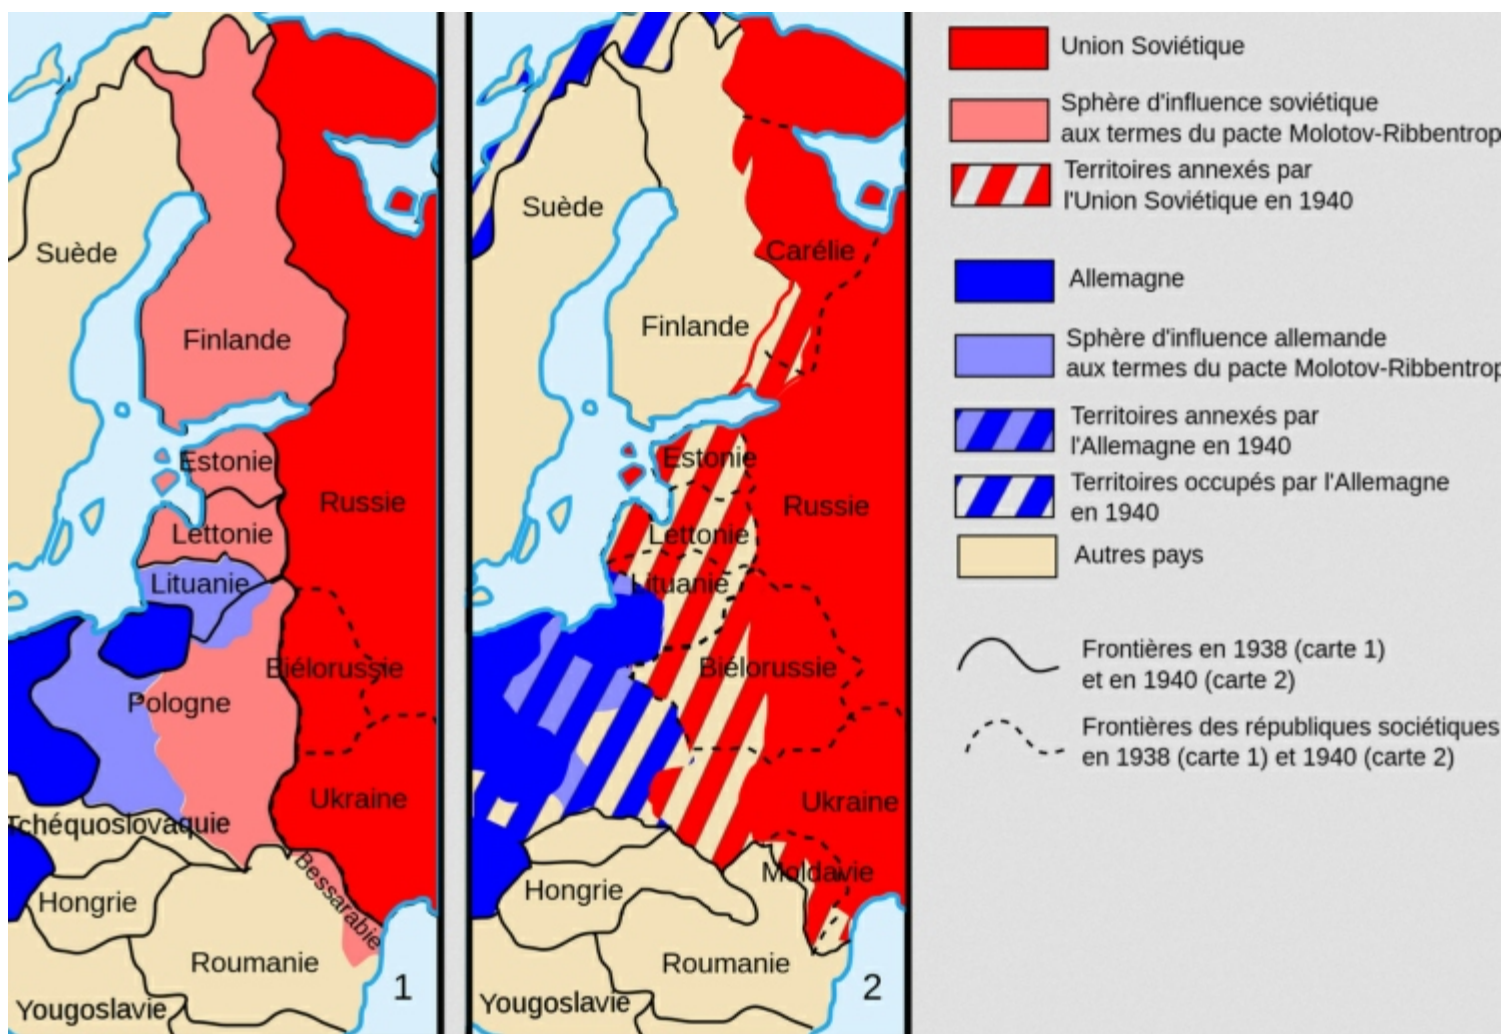 Suède
Finlande
Estonie
Lettonie
Lituanie
Russie
Biélorussie
Pologne
Ukraine
Tchéquoslovaquie
Bessarabie
Hongrie
Roumanie
Yougoslavie
1
Suède
Carélie
Finlande
Estonie
Russie
Lettonie
Lituanie
Biélorussie
Ukraine
Moldavie
Hongrie
Roumanie
Yougoslavie
2
Union Soviétique
Sphère d'influence soviétique
aux termes du pacte Molotov-Ribbentrop
Territoires annexés par
l'Union Soviétique en 1940
Allemagne
Sphère d'influence allemande
aux termes du pacte Molotov-Ribbentrop
Territoires annexés par
l'Allemagne en 1940
Territoires occupés par l'Allemagne
en 1940
Autres pays
Frontières en 1938 (carte 1)
et en 1940 (carte 2)
Frontières des républiques sociétiques
en 1938 (carte 1) et 1940 (carte 2)